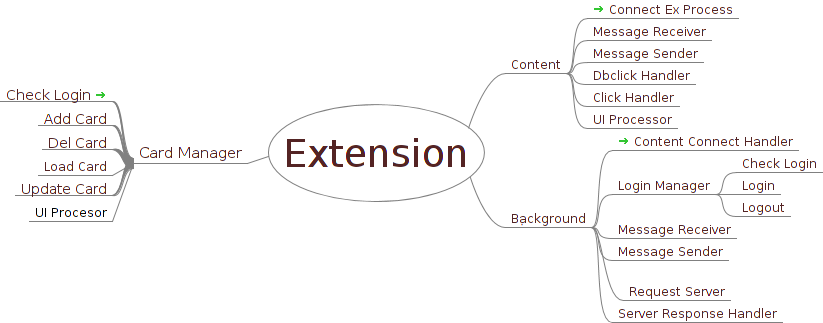 Extension
Card Manager
Check Login
Add Card
Del Card
Load Card
Update Card
UI Procesor
Content
Connect Ex Process
Message Receiver
Message Sender
Dbclick Handler
Click Handler
UI Processor
Background
Content Connect Handler
Login Manager
Check Login
Login
Logout
Message Receiver
Message Sender
Request Server
Server Response Handler